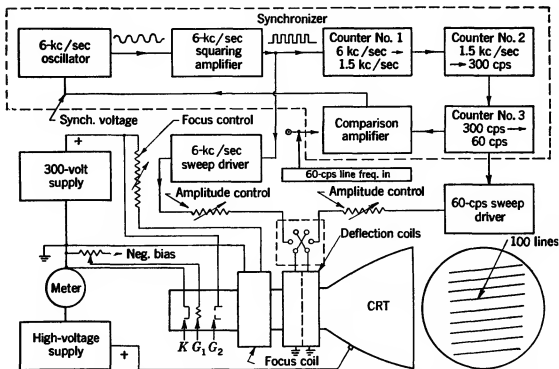 Synchronizer
6-kc/sec
oscillator
6-kc/sec
squaring
amplifier
Counter No. 1
6 kc/sec →
1.5 kc/sec
Counter No. 2
1.5 kc/sec
→ 300 cps
Synch. voltage
Focus control
Comparison
amplifier
Counter No. 3
300 cps →
60 cps
300-volt
supply
6-kc/sec
sweep driver
60-cps line freq. in
Amplitude control
Amplitude control
60-cps sweep
driver
Deflection coils
100 lines
Neg. bias
Meter
CRT
High-voltage
supply
+
+
K G1 G2
Focus
coil